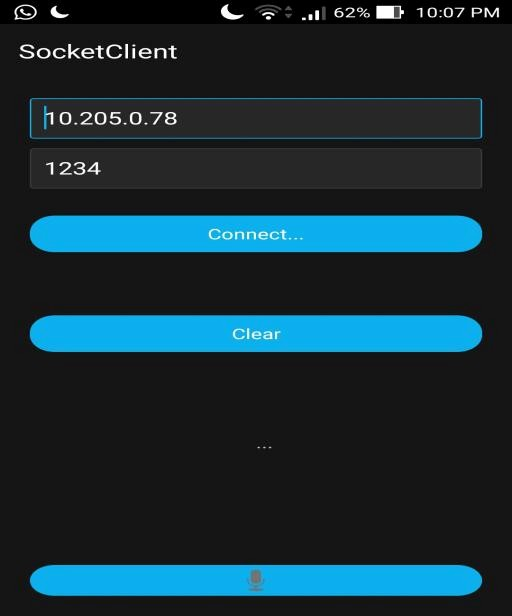 62% 10:07 PM
SocketClient
10.205.0.78
1234
Connect...
Clear
...